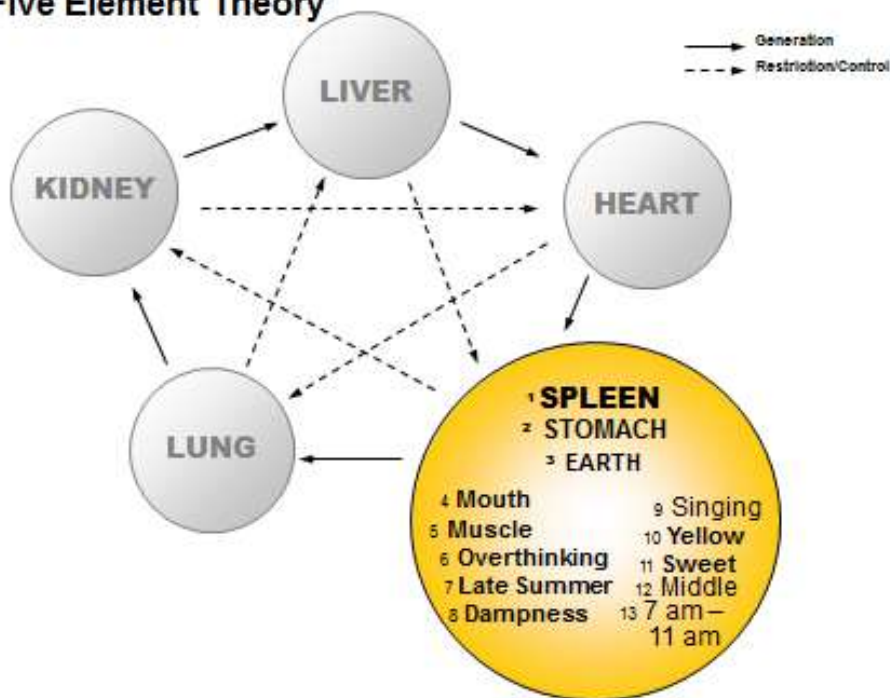 Five Element Theory
Generation
Restriction/Control
LIVER
KIDNEY
HEART
LUNG
1 SPLEEN
2 STOMACH
3 EARTH
4 Mouth
5 Muscle
6 Overthinking
7 Late Summer
8 Dampness
9 Singing
10 Yellow
11 Sweet
12 Middle
13 7 am –
11 am